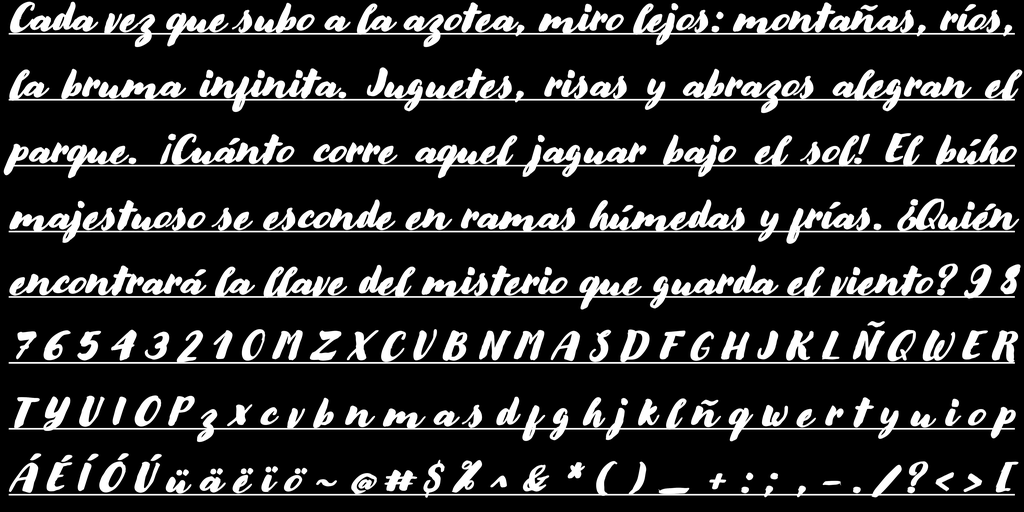 Cada vez que subo a la azotea, miro lejos: montañas, ríos,
la bruma infinita. Juguetes, risas y abrazos alegran el
parque. ¡Cuánto corre aquel jaguar bajo el sol! El búho
majestuoso se esconde en ramas húmedas y frías. ¿Quién
encontrará la llave del misterio que guarda el viento? 9 8
7 6 5 4 3 2 1 0 M Z X C V B N M A S D F G H J K L Ñ Q W E R
T Y U I O P z x c v b n m a s d f g h j k l ñ q w e r t y u i o p
Á É Í Ó Ú ü ä ë ï ö ~ @ # $ % ^ & * ( ) _ + : ; , - . / ? < > [